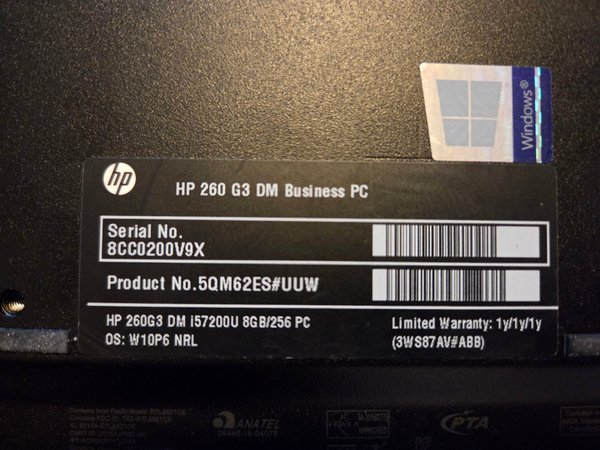 Windows®
hp
HP 260 G3 DM Business PC
Serial No.
8CC0200V9X
Product No.5QM62ES#UUW
HP 260G3 DM i57200U 8GB/256 PC
OS: W10P6 NRL
Limited Warranty: 1y/1y/1y
(3WS87AV#ABB)
ANATEL
PTA